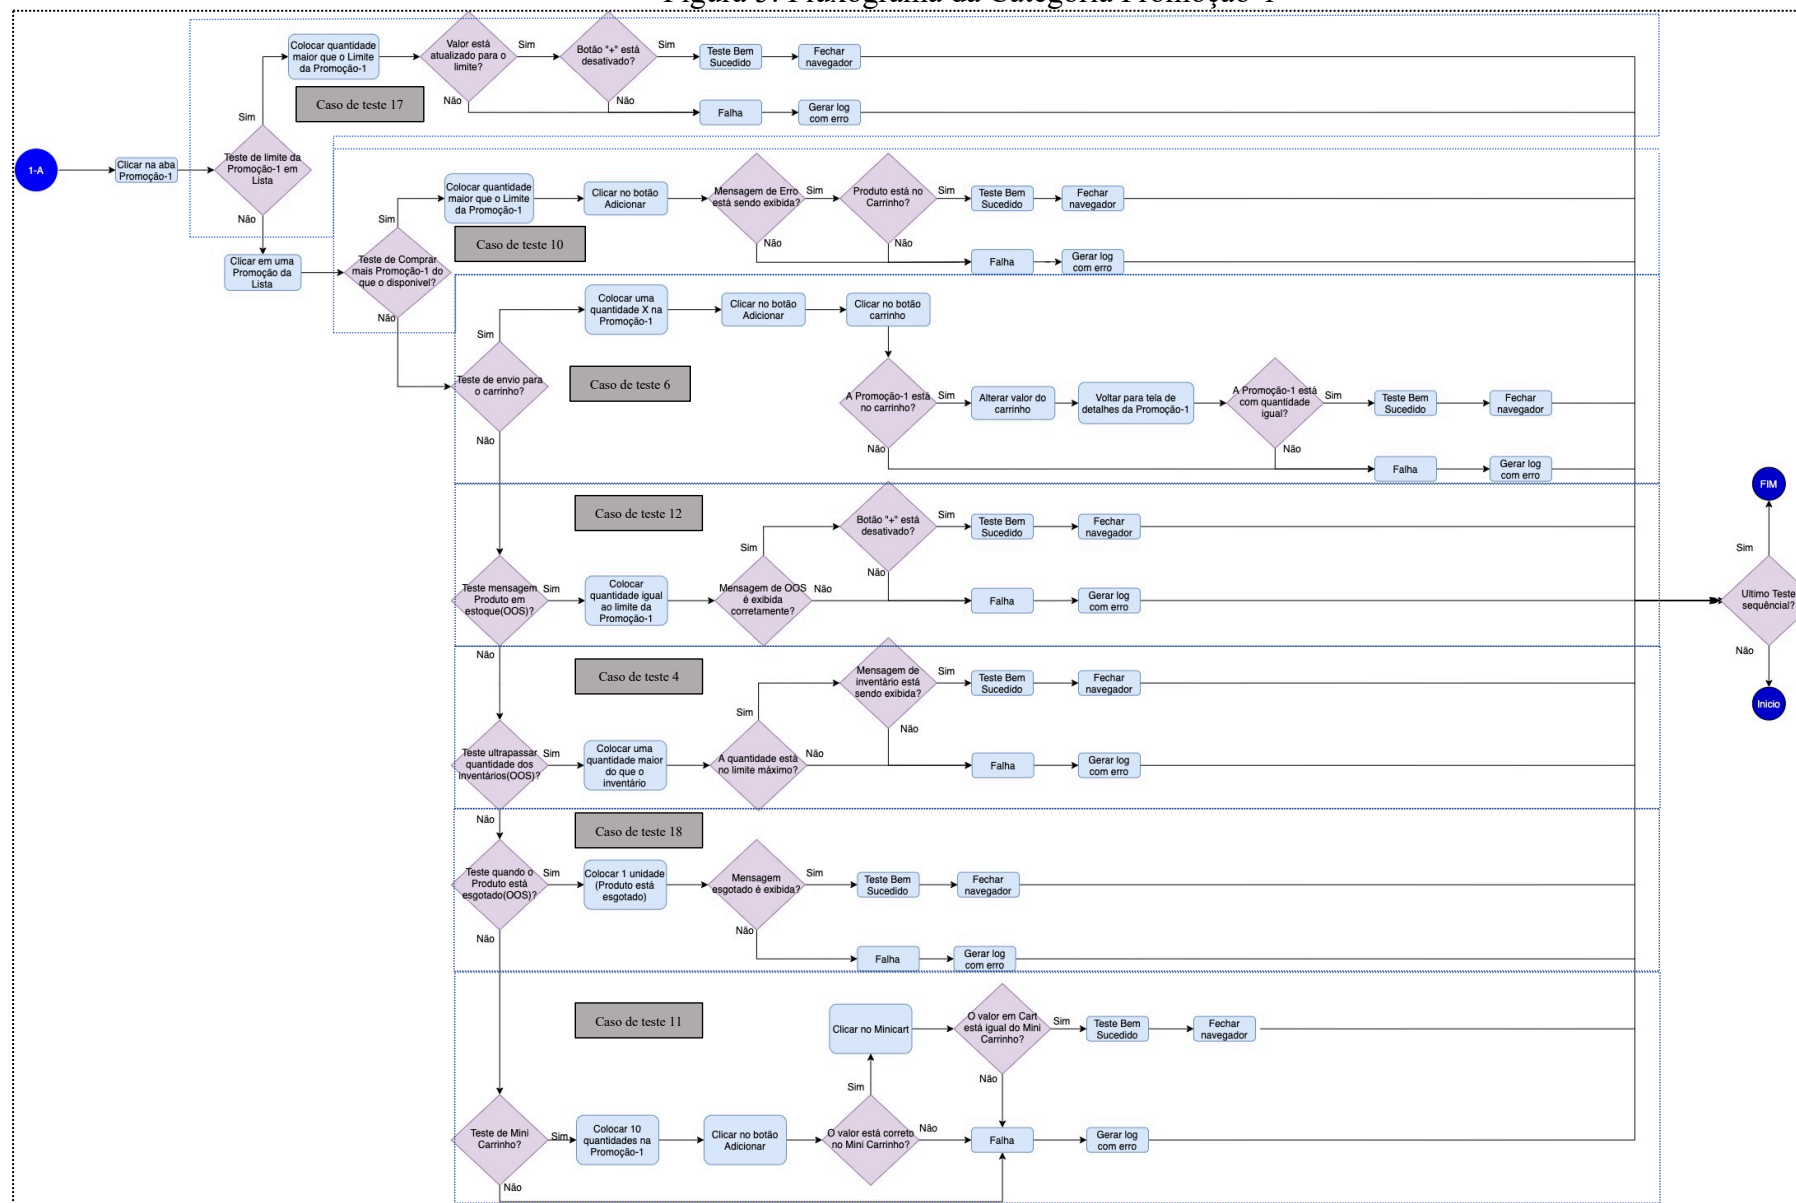 Figura 5: Fluxograma da Categoria Promoção-1
Colocar quantidade
maior que o Limite
da Promoção-1
Valor está
atualizado para o
limite?
Sim
Botão "+" está
desativado?
Sim
Teste Bem
Sucedido
Fechar
navegador
Não
Não
Falha
Gerar log
com erro
Caso de teste 17
Sim
1-A
Clicar na aba
Promoção-1
Teste de limite da
Promoção-1 em
Lista
Não
Clicar em uma
Promoção da
Lista
Colocar quantidade
maior que o Limite
da Promoção-1
Clicar no botão
Adicionar
Mensagem de Erro
está sendo exibida?
Sim
Produto está no
Carrinho?
Sim
Teste Bem
Sucedido
Fechar
navegador
Sim
Caso de teste 10
Não
Não
Falha
Gerar log
com erro
Teste de Comprar
mais Promoção-1 do
que o disponivel?
Não
Colocar uma
quantidade X na
Promoção-1
Clicar no botão
Adicionar
Clicar no botão
carrinho
Sim
Teste de envio para
o carrinho?
Caso de teste 6
A Promoção-1 está
no carrinho?
Sim
Alterar valor do
carrinho
Voltar para tela de
detalhes da Promoção-1
A Promoção-1 está
com quantidade
igual?
Sim
Teste Bem
Sucedido
Fechar
navegador
Não
Não
Não
Falha
Gerar log
com erro
Caso de teste 12
Botão "+" está
desativado?
Sim
Teste Bem
Sucedido
Fechar
navegador
Sim
Não
Teste mensagem
Produto em
estoque(OOS)?
Sim
Colocar
quantidade igual
ao limite da
Promoção-1
Mensagem de OOS
é exibida
corretamente?
Não
Falha
Gerar log
com erro
Não
Caso de teste 4
Mensagem de
inventário está
sendo exibida?
Sim
Teste Bem
Sucedido
Fechar
navegador
Sim
Não
Teste ultrapassar
quantidade dos
inventários(OOS)?
Sim
Colocar uma
quantidade maior
do que o
inventário
A quantidade está
no limite máximo?
Não
Falha
Gerar log
com erro
Não
Caso de teste 18
Teste quando o
Produto está
esgotado(OOS)?
Sim
Colocar 1 unidade
(Produto está
esgotado)
Mensagem
esgotado é exibida?
Sim
Teste Bem
Sucedido
Fechar
navegador
Não
Não
Falha
Gerar log
com erro
Caso de teste 11
Clicar no Minicart
O valor em Cart
está igual do Mini
Carrinho?
Sim
Teste Bem
Sucedido
Fechar
navegador
Sim
Não
Teste de Mini
Carrinho?
Sim
Colocar 10
quantidades na
Promoção-1
Clicar no botão
Adicionar
O valor está correto
no Mini Carrinho?
Não
Falha
Gerar log
com erro
Não
FIM
Sim
Ultimo Teste
sequêncial?
Não
Inicio